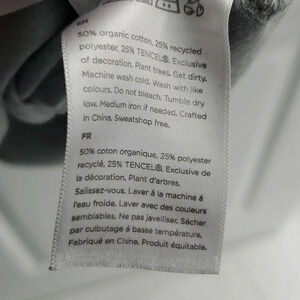 EN
50% organic cotton, 25% recycled
polyester, 25% TENCEL®. Exclusive
of decoration. Plant trees. Get dirty.
Machine wash cold. Wash with like
colours. Do not bleach. Tumble dry
low. Medium iron if needed. Crafted
in China. Sweatshop free.
FR
50% coton organique, 25% polyester
recyclé, 25% TENCEL®. Exclusive de
la décoration. Plant d'arbres.
Salissez-vous. Laver à la machine à
l'eau froide. Laver avec des couleurs
semblables. Ne pas javelliser. Sécher
par culbutage à basse température.
Fabriqué en Chine. Produit équitable.